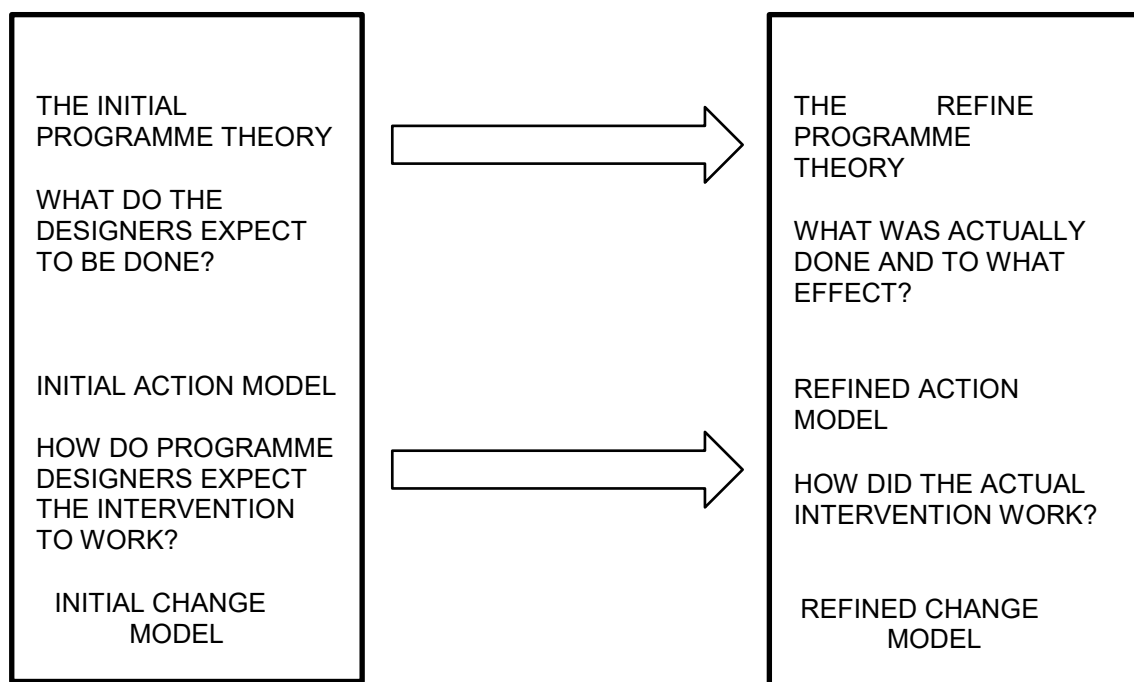 THE INITIAL
PROGRAMME THEORY
WHAT DO THE
DESIGNERS EXPECT
TO BE DONE?
INITIAL ACTION MODEL
HOW DO PROGRAMME
DESIGNERS EXPECT
THE INTERVENTION
TO WORK?
INITIAL CHANGE
MODEL
THE REFINE
PROGRAMME
THEORY
WHAT WAS ACTUALLY
DONE AND TO WHAT
EFFECT?
REFINED ACTION
MODEL
HOW DID THE ACTUAL
INTERVENTION WORK?
REFINED CHANGE
MODEL